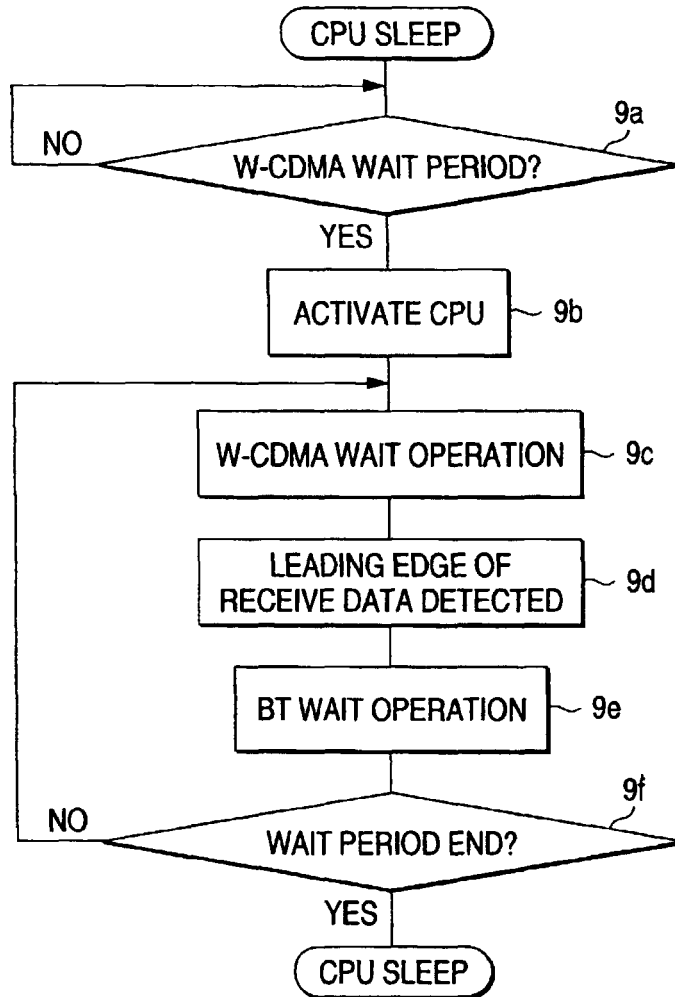 CPU SLEEP
9a
NO
W-CDMA WAIT PERIOD?
YES
ACTIVATE CPU
9b
W-CDMA WAIT OPERATION
9c
LEADING EDGE OF
RECEIVE DATA DETECTED
9d
BT WAIT OPERATION
9e
9f
NO
WAIT PERIOD END?
YES
CPU SLEEP